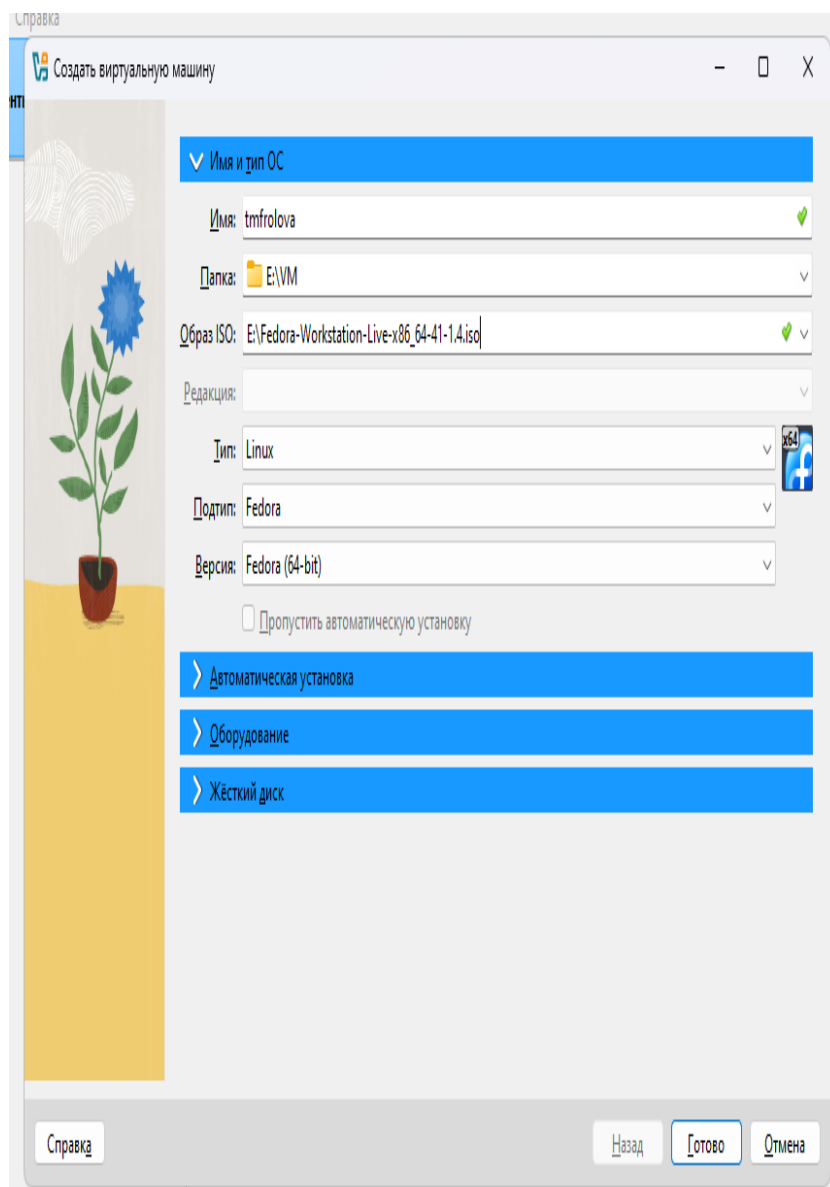 Справка
Создать виртуальную машину
Имя и тип ОС
Имя: tmfrolova
Папка: E:\VM
Образ ISO: E:\Fedora-Workstation-Live-x86_64-41-1.4.iso
Редакция:
Тип: Linux
x64
Подтип: Fedora
Версия: Fedora (64-bit)
Пропустить автоматическую установку
Автоматическая установка
Оборудование
Жёсткий диск
Справка
Назад
Готово
Отмена